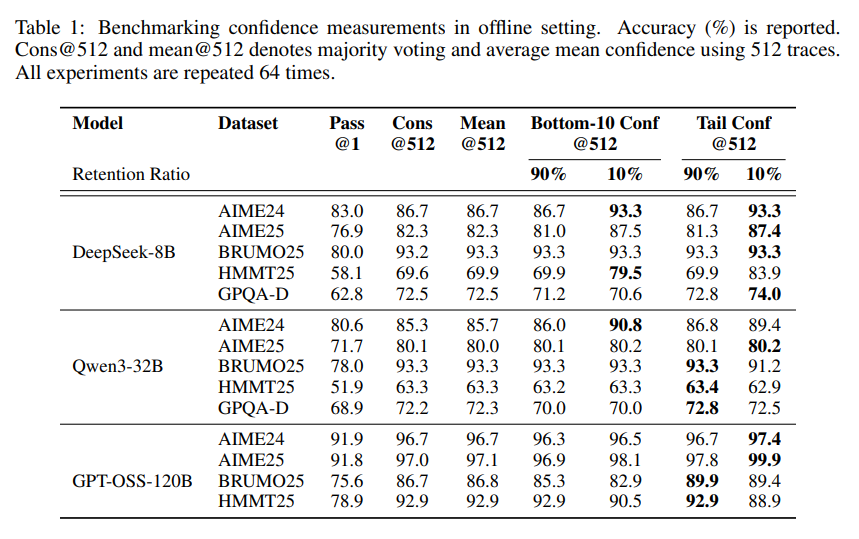 Table 1: Benchmarking confidence measurements in offline setting. Accuracy (%) is reported.
Cons@512 and mean@512 denotes majority voting and average mean confidence using 512 traces.
All experiments are repeated 64 times.
Model Dataset Pass Cons Mean Bottom-10 Conf Tail Conf
@1 @512 @512 @512 @512
Retention Ratio 90% 10% 90% 10%
AIME24 83.0 86.7 86.7 86.7 93.3 86.7 93.3
AIME25 76.9 82.3 82.3 81.0 87.5 81.3 87.4
DeepSeek-8B BRUMO25 80.0 93.2 93.3 93.3 93.3 93.3 93.3
HMMT25 58.1 69.6 69.9 69.9 79.5 69.9 83.9
GPQA-D 62.8 72.5 72.5 71.2 70.6 72.8 74.0
AIME24 80.6 85.3 85.7 86.0 90.8 86.8 89.4
AIME25 71.7 80.1 80.0 80.1 80.2 80.1 80.2
Qwen3-32B BRUMO25 78.0 93.3 93.3 93.3 93.3 93.3 91.2
HMMT25 51.9 63.3 63.3 63.2 63.3 63.4 62.9
GPQA-D 68.9 72.2 72.3 70.0 70.0 72.8 72.5
AIME24 91.9 96.7 96.7 96.3 96.5 96.7 97.4
AIME25 91.8 97.0 97.1 96.9 98.1 97.8 99.9
GPT-OSS-120B BRUMO25 75.6 86.7 86.8 85.3 82.9 89.9 89.4
HMMT25 78.9 92.9 92.9 92.9 90.5 92.9 88.9